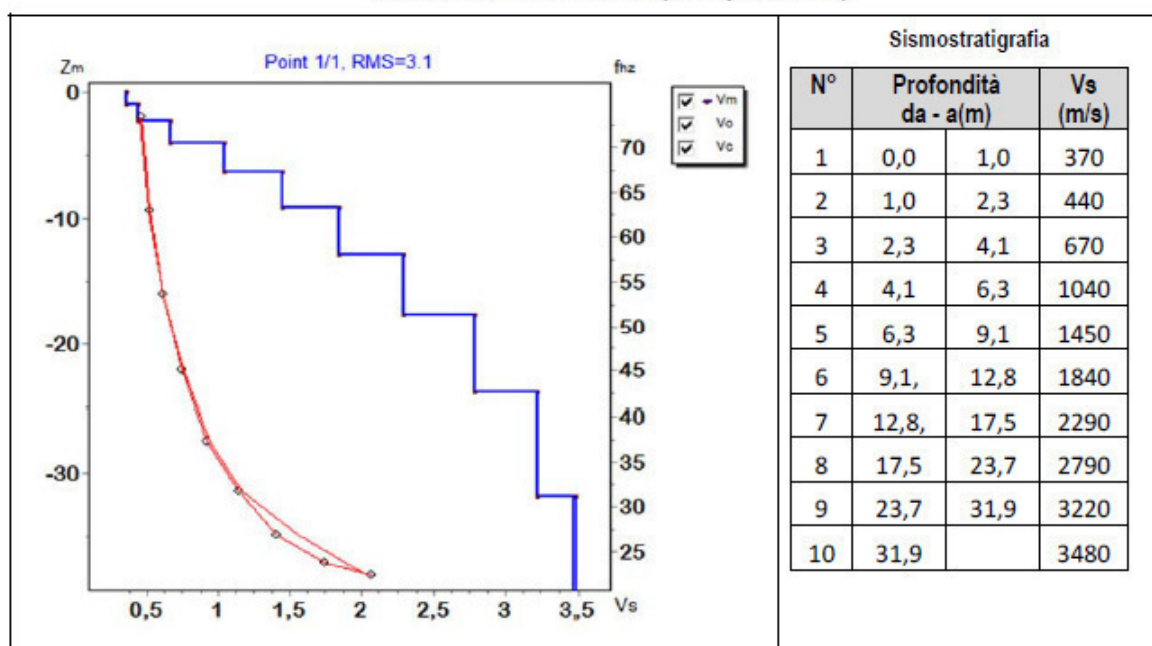 Point 1/1, RMS=3.1
Zm
fhz
0
-10
-20
-30
70
65
60
55
50
45
40
35
30
25
0,5 1 1,5 2 2,5 3 3,5 Vs
Vm
Vo
Vc
Sismostratigrafia
N° Profondità da - a(m) Vs (m/s)
1 0,0 1,0 370
2 1,0 2,3 440
3 2,3 4,1 670
4 4,1 6,3 1040
5 6,3 9,1 1450
6 9,1, 12,8 1840
7 12,8, 17,5 2290
8 17,5 23,7 2790
9 23,7 31,9 3220
10 31,9 3480